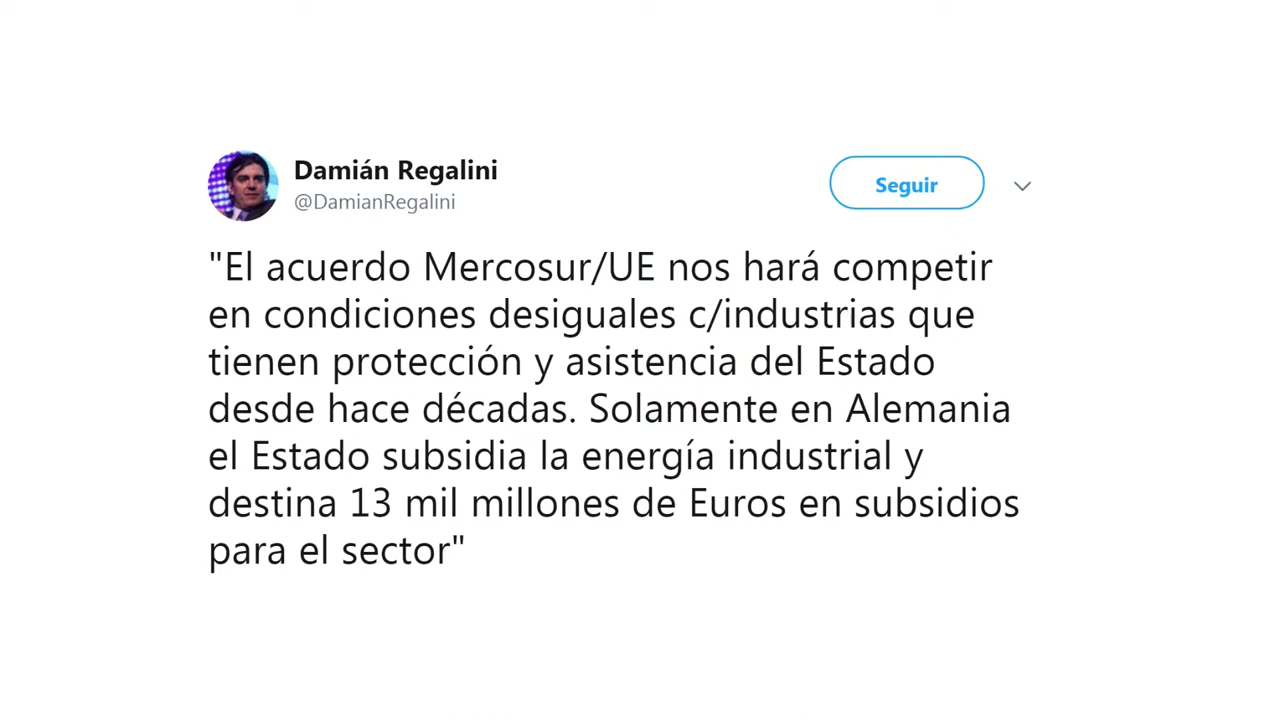 Damián Regalini
@DamianRegalini
Seguir
"El acuerdo Mercosur/UE nos hará competir
en condiciones desiguales c/industrias que
tienen protección y asistencia del Estado
desde hace décadas. Solamente en Alemania
el Estado subsidia la energía industrial y
destina 13 mil millones de Euros en subsidios
para el sector"